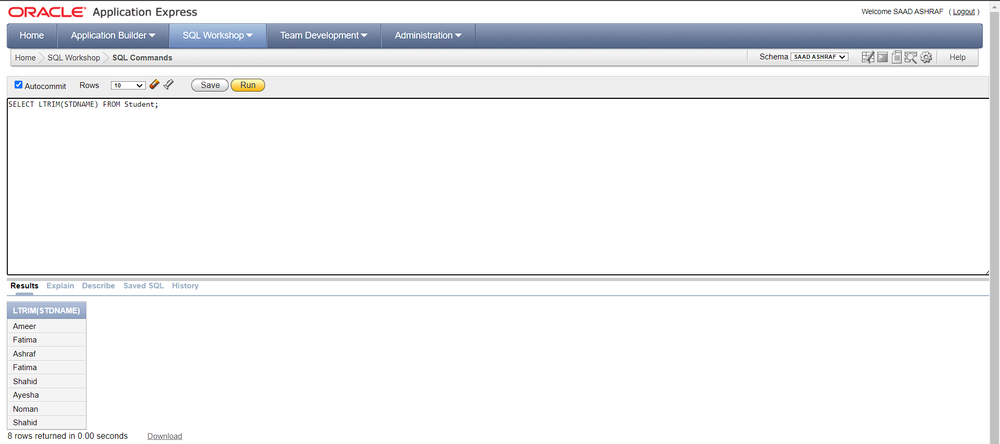 ORACLE® Application Express
Welcome SAAD ASHRAF ( Logout )
Home Application Builder SQL Workshop Team Development Administration
Home SQL Workshop SQL Commands Schema SAAD ASHRAF Help
Autocommit Rows 10 Save Run
SELECT LTRIM(STDNAME) FROM Student;
Results Explain Describe Saved SQL History
LTRIM(STDNAME)
Ameer
Fatima
Ashraf
Fatima
Shahid
Ayesha
Noman
Shahid
8 rows returned in 0.00 seconds Download